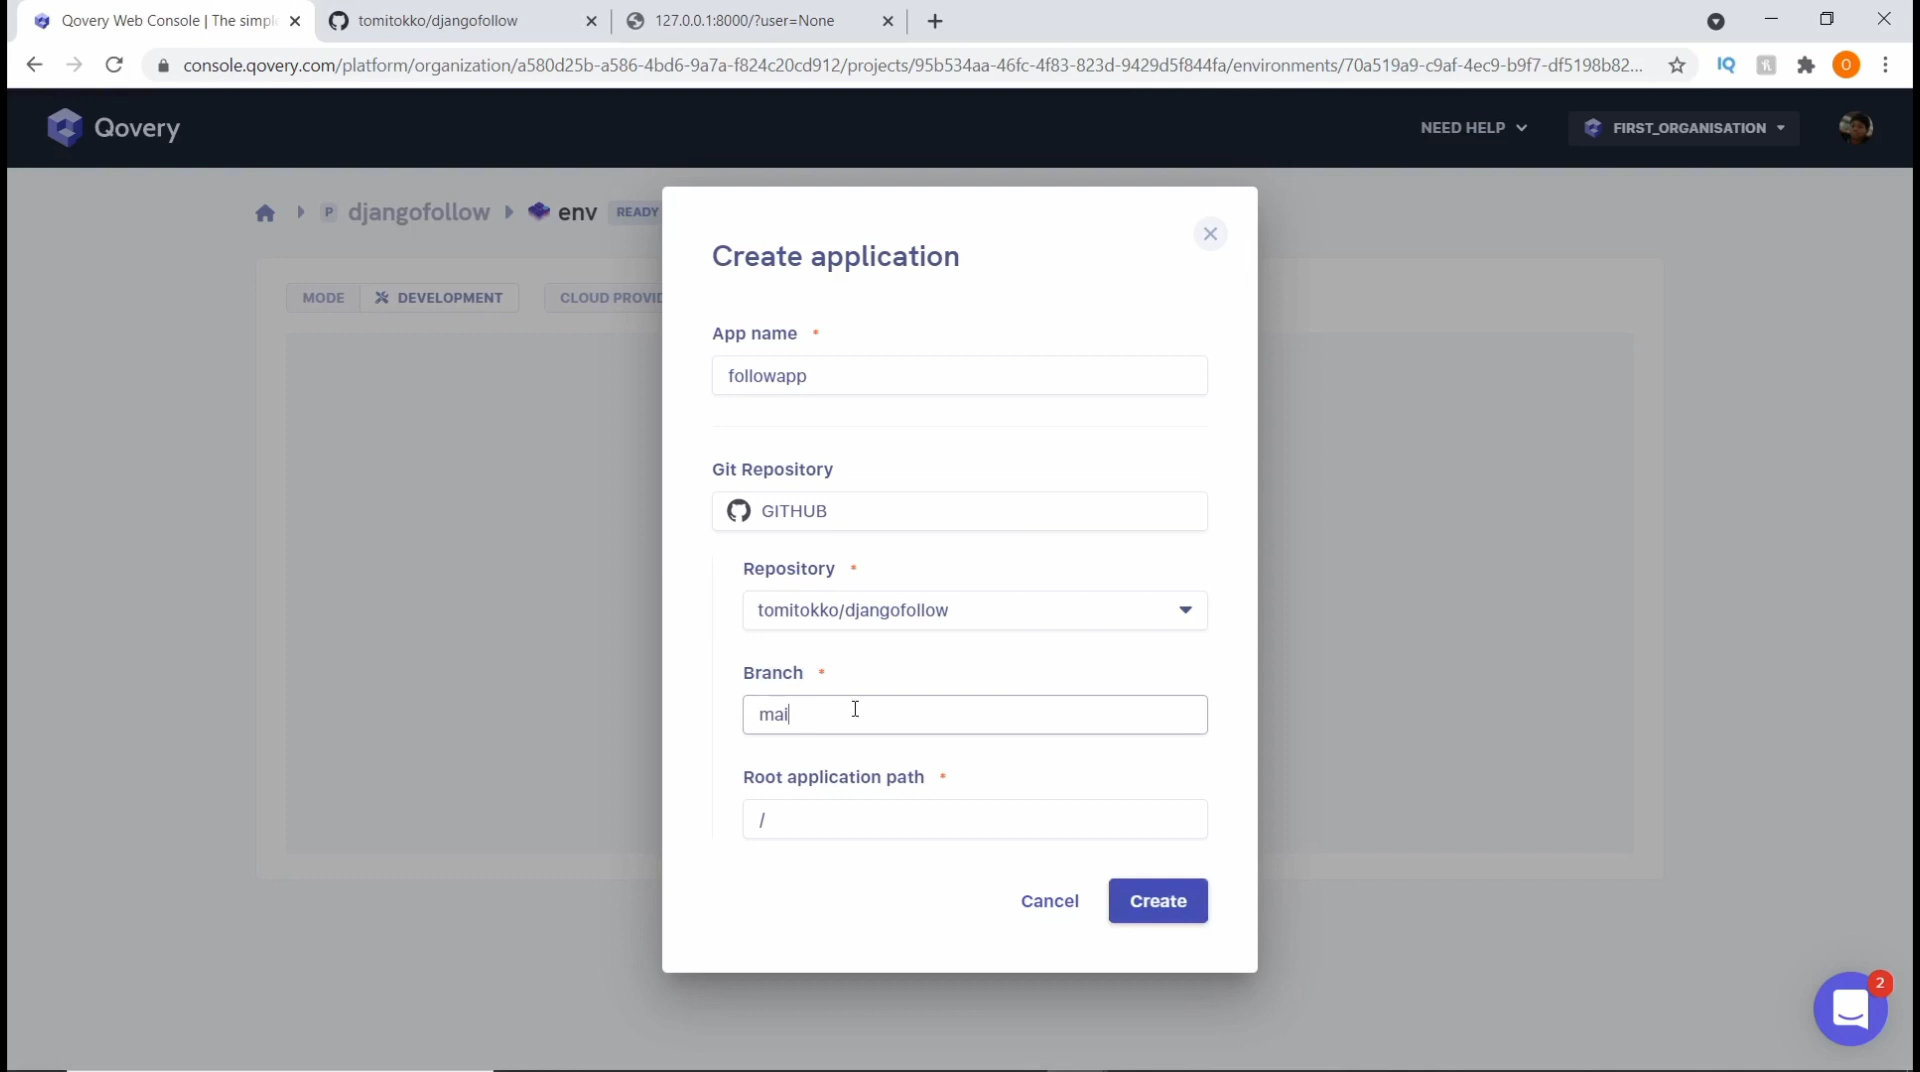 Qovery Web Console | The simple
tomitokko/djangofollow
127.0.0.1:8000/?user=None
console.qovery.com/platform/organization/a580d25b-a586-4bd6-9a7a-f824c20cd912/projects/95b534aa-46fc-4f83-823d-9429d5f844fa/environments/70a519a9-c9af-4ec9-b9f7-df5198b82...
IQ
O
Qovery
NEED HELP
FIRST_ORGANISATION
P djangofollow
env
READY
MODE
DEVELOPMENT
CLOUD PROVID
Create application
App name *
followapp
Git Repository
GITHUB
Repository *
tomitokko/djangofollow
Branch *
mai
Root application path *
/
Cancel
Create
2